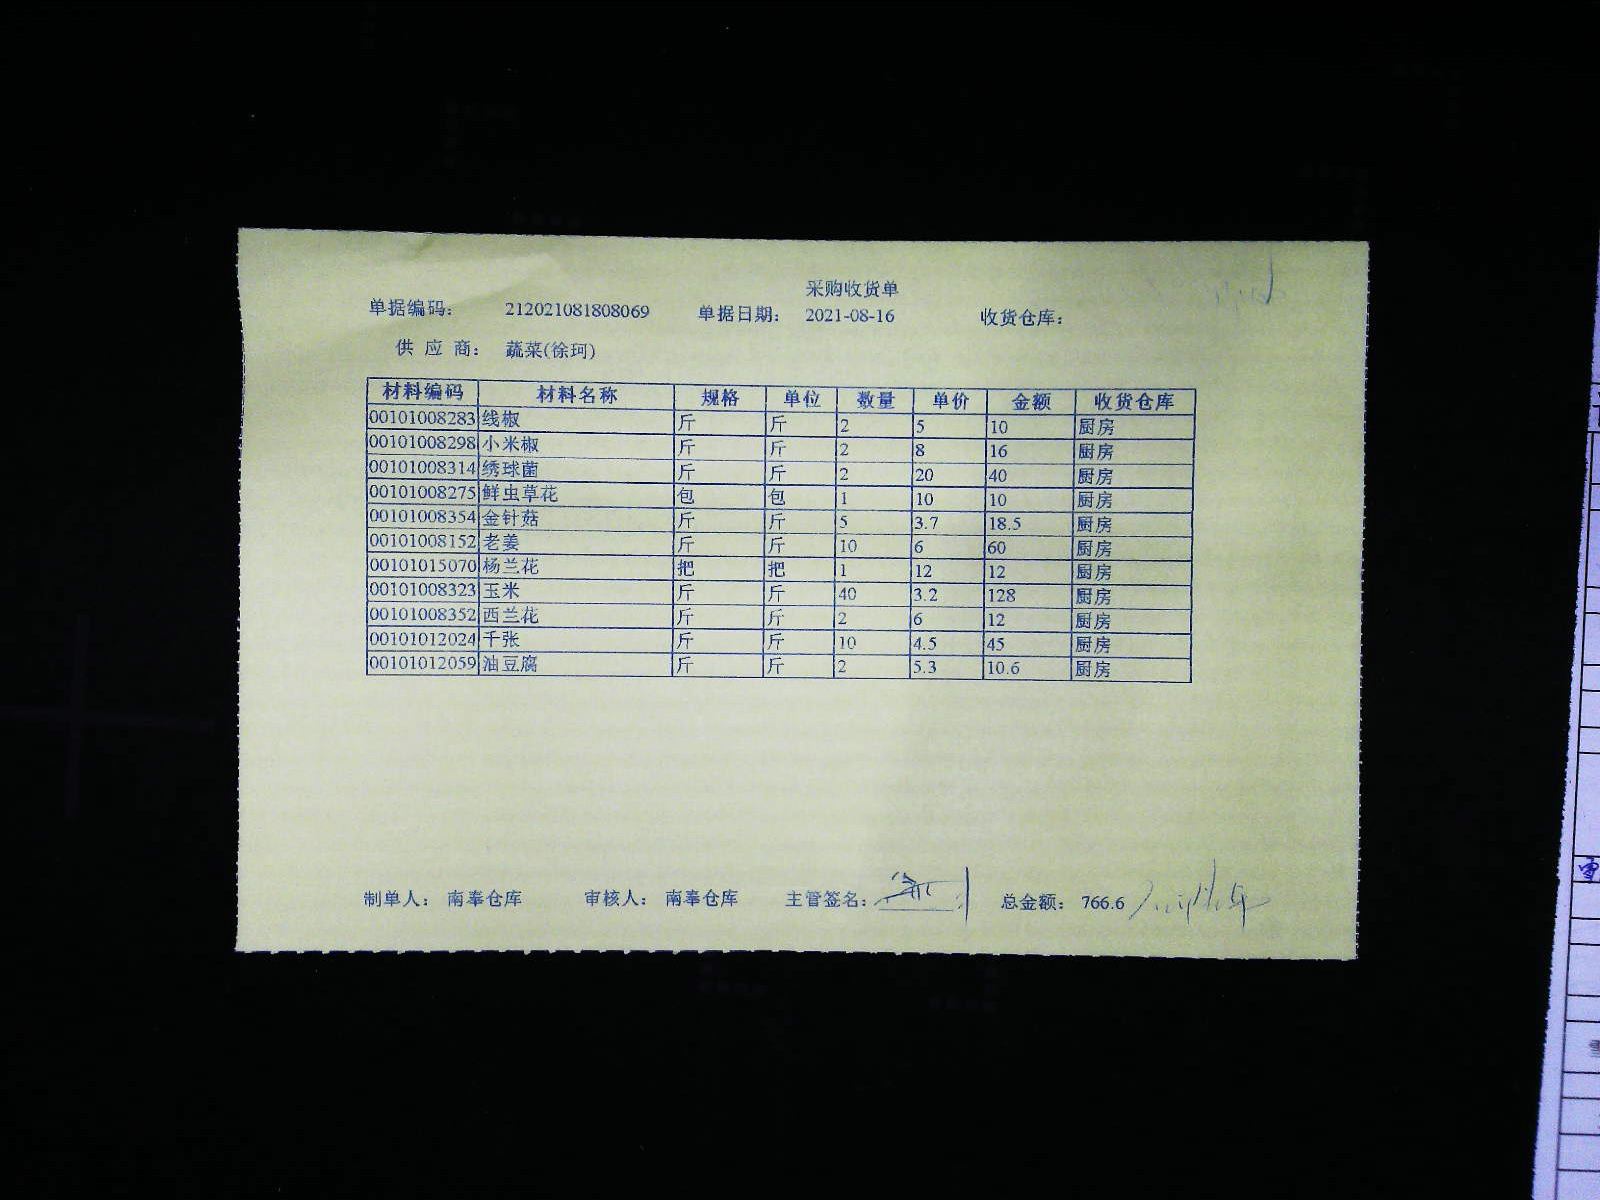 采购收货单
单据编码： 212021081808069 单据日期： 2021-08-16 收货仓库：
供 应 商： 蔬菜(徐珂)
材料编码 材料名称 规格 单位 数量 单价 金额 收货仓库
00101008283 线椒 斤 斤 2 5 10 厨房
00101008298 小米椒 斤 斤 2 8 16 厨房
00101008314 绣球菌 斤 斤 2 20 40 厨房
00101008275 鲜虫草花 包 包 1 10 10 厨房
00101008354 金针菇 斤 斤 5 3.7 18.5 厨房
00101008152 老姜 斤 斤 10 6 60 厨房
00101015070 杨兰花 把 把 1 12 12 厨房
00101008323 玉米 斤 斤 40 3.2 128 厨房
00101008352 西兰花 斤 斤 2 6 12 厨房
00101012024 千张 斤 斤 10 4.5 45 厨房
00101012059 油豆腐 斤 斤 2 5.3 10.6 厨房
制单人： 南奉仓库 审核人： 南奉仓库 主管签名： 总金额： 766.6